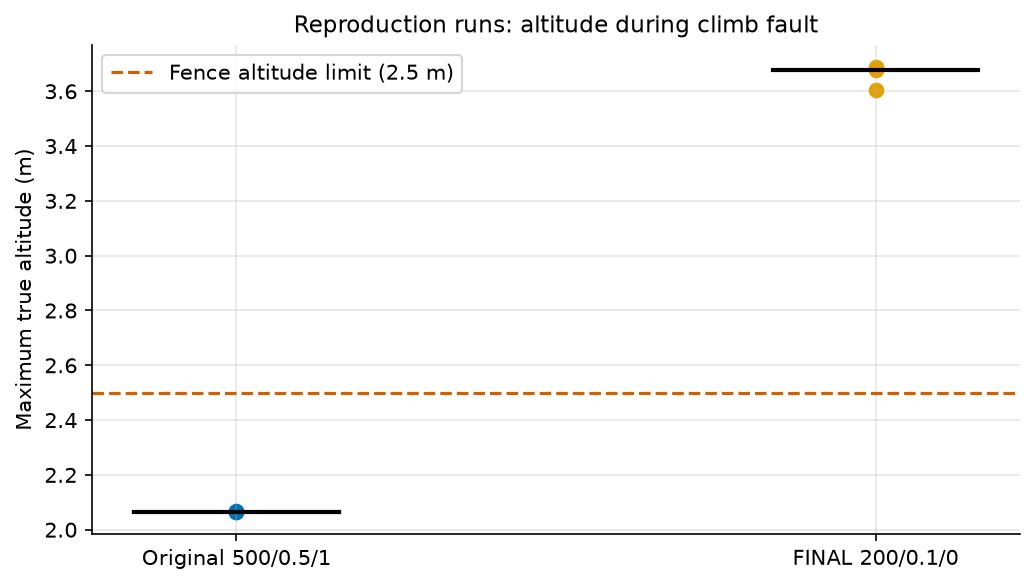 Reproduction runs: altitude during climb fault
Fence altitude limit (2.5 m)
Maximum true altitude (m)
3.6
3.4
3.2
3.0
2.8
2.6
2.4
2.2
2.0
Original 500/0.5/1
FINAL 200/0.1/0